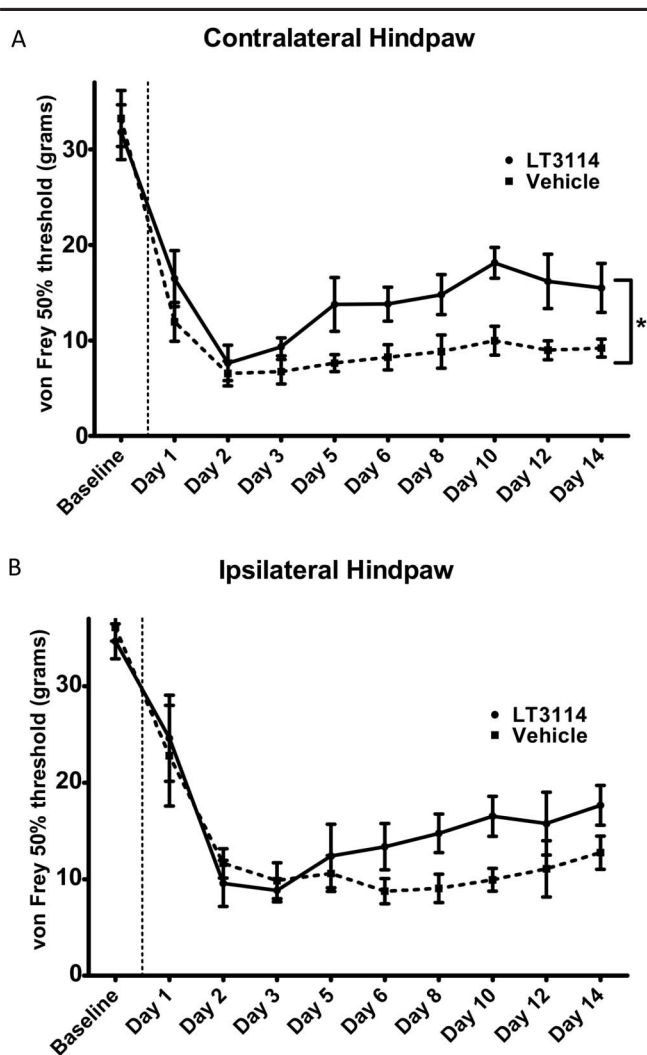 A
Contralateral Hindpaw
von Frey 50% threshold (grams)
30
20
10
0
LT3114
Vehicle
*
Baseline
Day 1
Day 2
Day 3
Day 5
Day 6
Day 8
Day 10
Day 12
Day 14
B
Ipsilateral Hindpaw
von Frey 50% threshold (grams)
30
20
10
0
LT3114
Vehicle
Baseline
Day 1
Day 2
Day 3
Day 5
Day 6
Day 8
Day 10
Day 12
Day 14